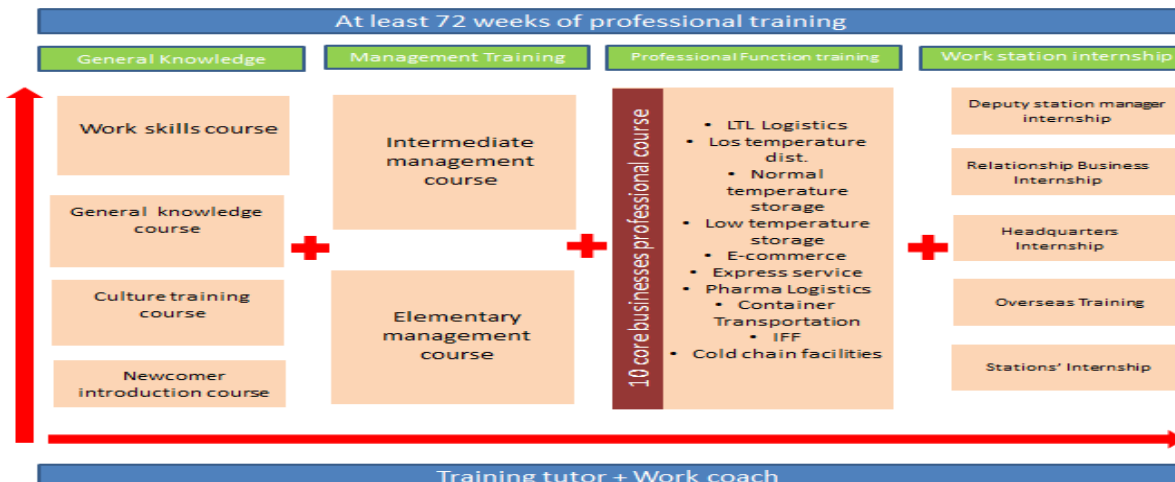 At least 72 weeks of professional training
General Knowledge
Management Training
Professional Function training
Work station internship
Work skills course
General knowledge
course
Culture training
course
Newcomer
introduction course
Intermediate
management
course
Elementary
management
course
10 core businesses professional course
• LTL Logistics
• Los temperature
dist.
• Normal
temperature
storage
• Low temperature
storage
• E-commerce
• Express service
• Pharma Logistics
• Container
Transportation
• IFF
• Cold chain facilities
Deputy station manager
internship
Relationship Business
Internship
Headquarters
Internship
Overseas Training
Stations' Internship
Training tutor + Work coach